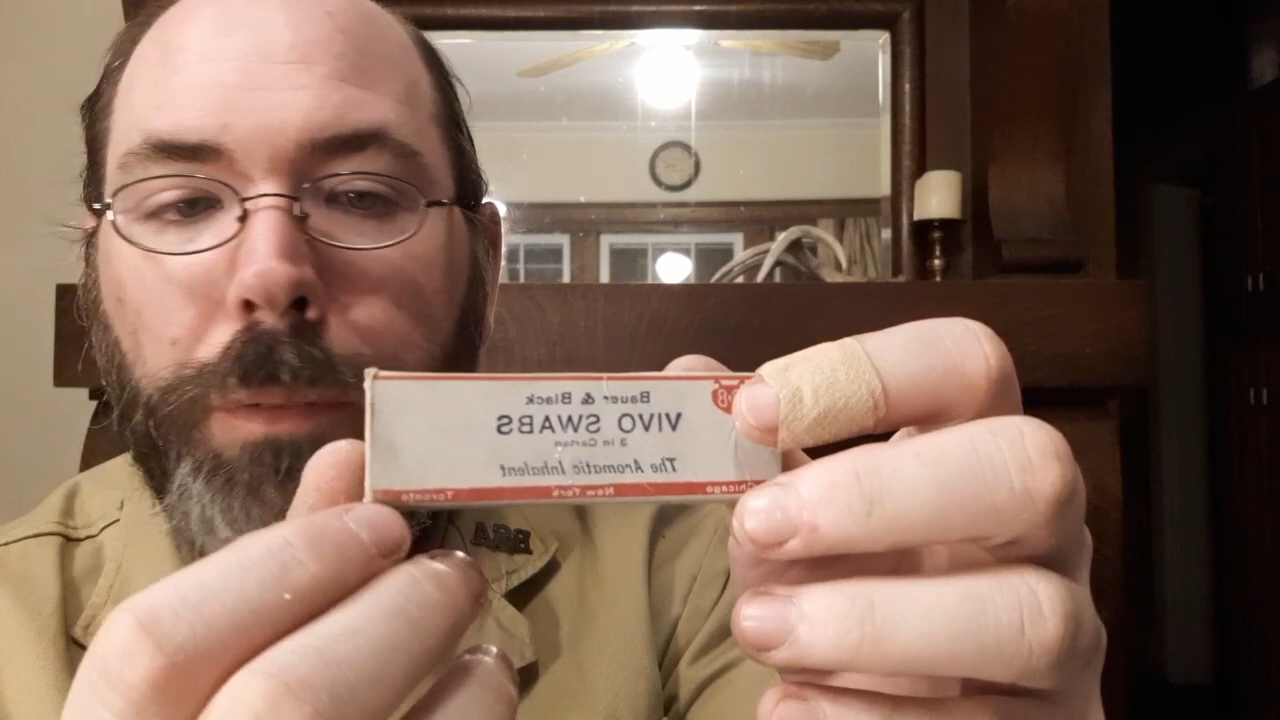 B&B
Bauer & Black
VIVO SWABS
3 in Carton
The Aromatic Inhalent
Chicago New York Toronto